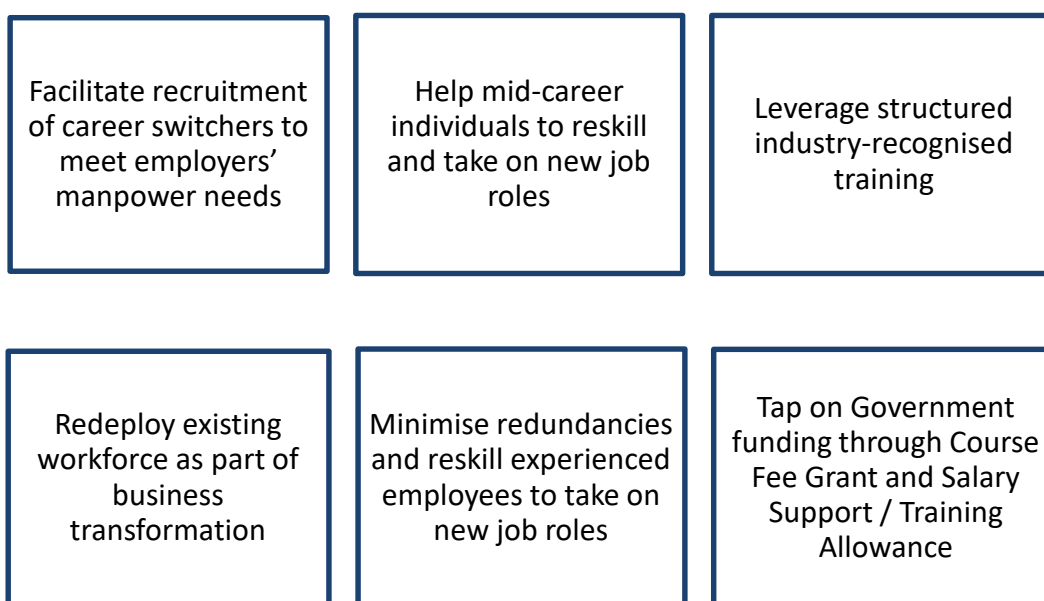 Facilitate recruitment
of career switchers to
meet employers’
manpower needs
Help mid-career
individuals to reskill
and take on new job
roles
Leverage structured
industry-recognised
training
Redeploy existing
workforce as part of
business
transformation
Minimise redundancies
and reskill experienced
employees to take on
new job roles
Tap on Government
funding through Course
Fee Grant and Salary
Support / Training
Allowance